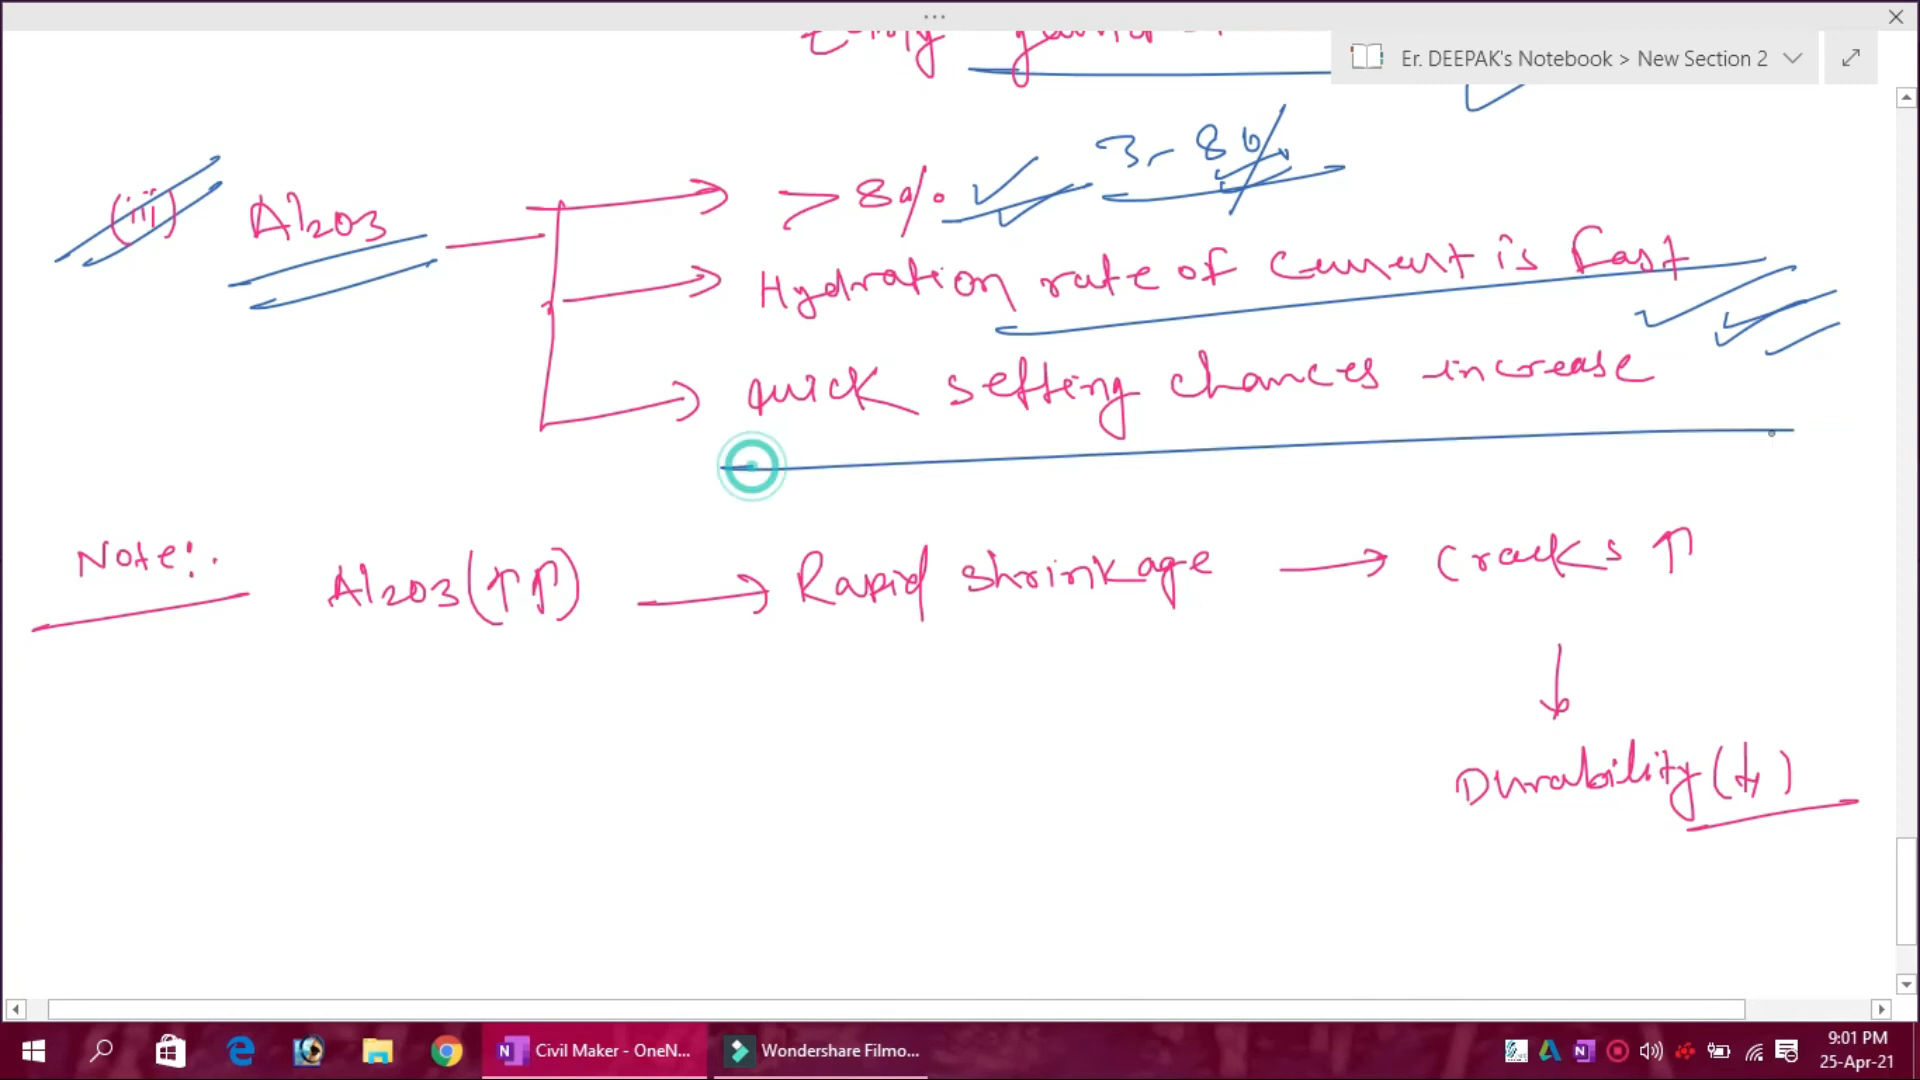 Er. DEEPAK's Notebook > New Section 2
3-8%
(iii) Al2O3 → >8%
→ Hydration rate of cement is fast
→ quick setting chances increase
Note:.
Al2O3(↑↑) → Rapid shrinkage → cracks ↑
↓
Durability(↓)
Civil Maker - OneN...
Wondershare Filmo...
9:01 PM
25-Apr-21